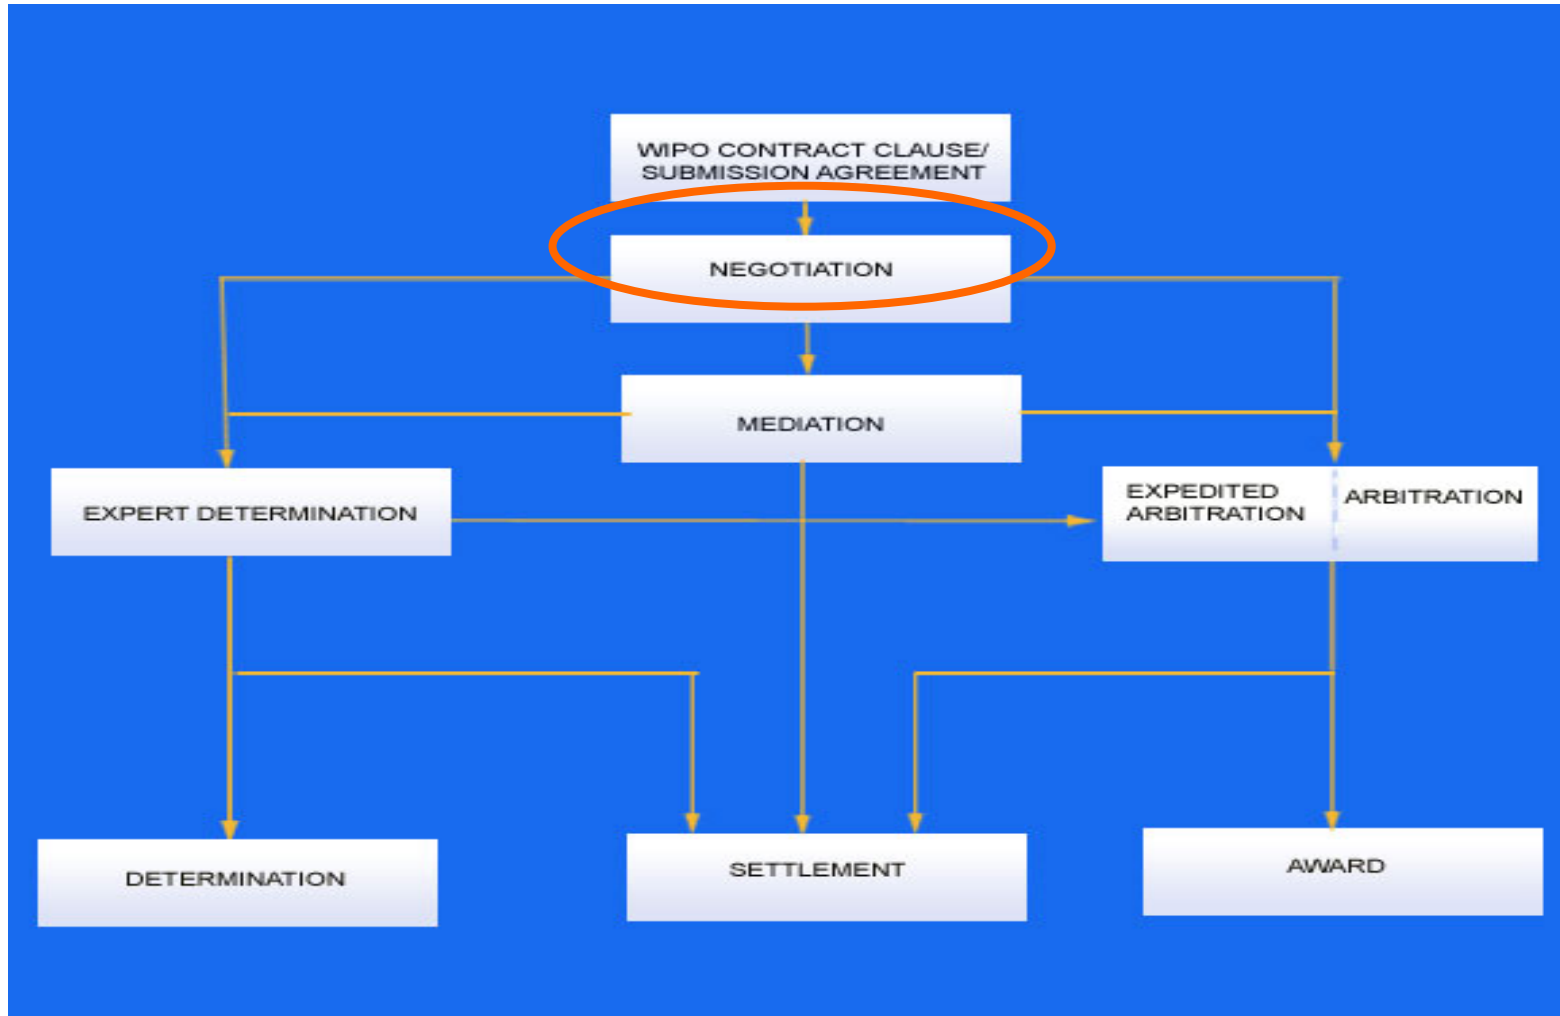 WIPO CONTRACT CLAUSE/
SUBMISSION AGREEMENT
NEGOTIATION
MEDIATION
EXPERT DETERMINATION
EXPEDITED
ARBITRATION
ARBITRATION
DETERMINATION
SETTLEMENT
AWARD